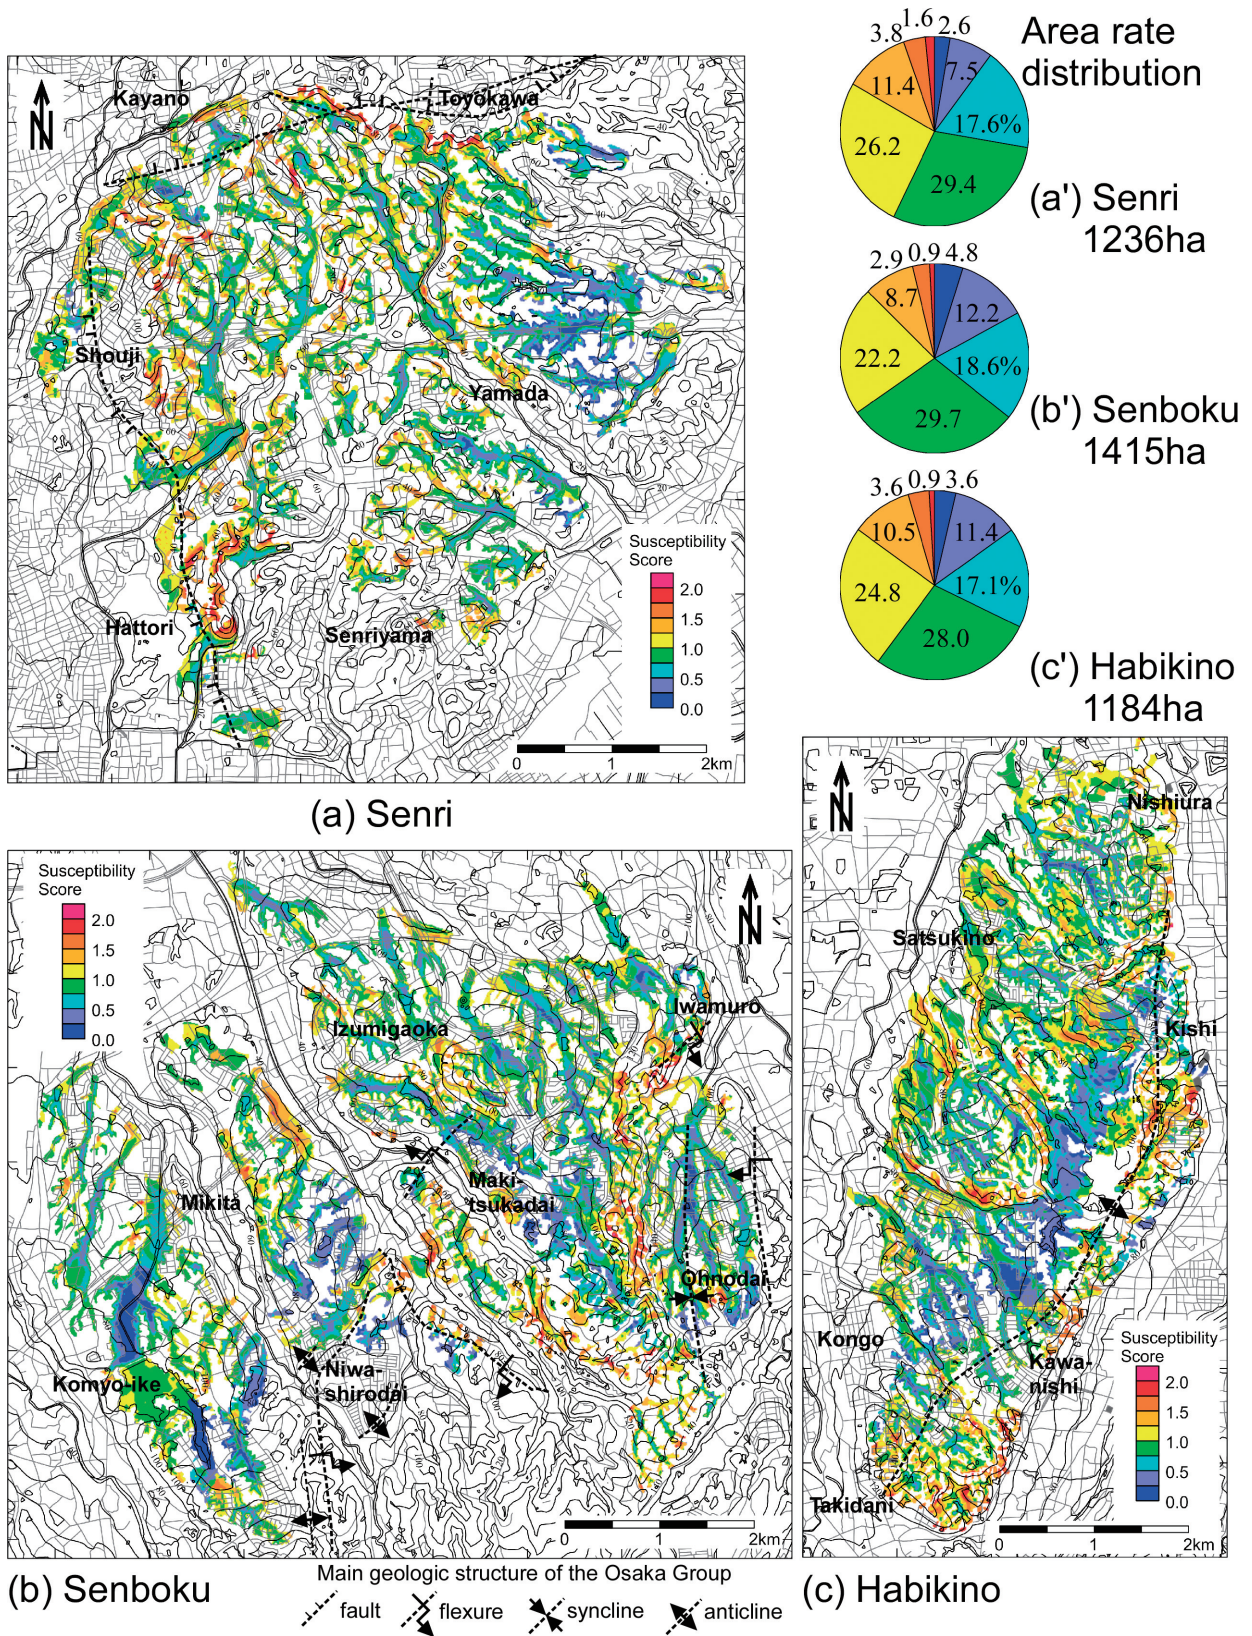 Area rate
distribution
1.6
3.8
2.6
11.4
7.5
17.6%
26.2
29.4
(a') Senri
1236ha
2.9 0.9 4.8
8.7
12.2
22.2
18.6%
29.7
(b') Senboku
1415ha
3.6 0.9 3.6
10.5
11.4
24.8
17.1%
28.0
(c') Habikino
1184ha
N
Kayano
Toyokawa
Shouji
Yamada
Hattori
Senriyama
Susceptibility
Score
2.0
1.5
1.0
0.5
0.0
0 2km
(a) Senri
Susceptibility
Score
2.0
1.5
1.0
0.5
0.0
N
Iwamuro
Izumigaoka
Maki-
tsukadai
Mikita
Ohnodai
Niwa-
shirodai
Komyo-ike
0 1 2km
(b) Senboku
Main geologic structure of the Osaka Group
fault flexure syncline anticline
N
Nishiura
Satsukino
Kishi
Kongo
Kawa-
nishi
Takidani
Susceptibility
Score
2.0
1.5
1.0
0.5
0.0
0 1 2km
(c) Habikino